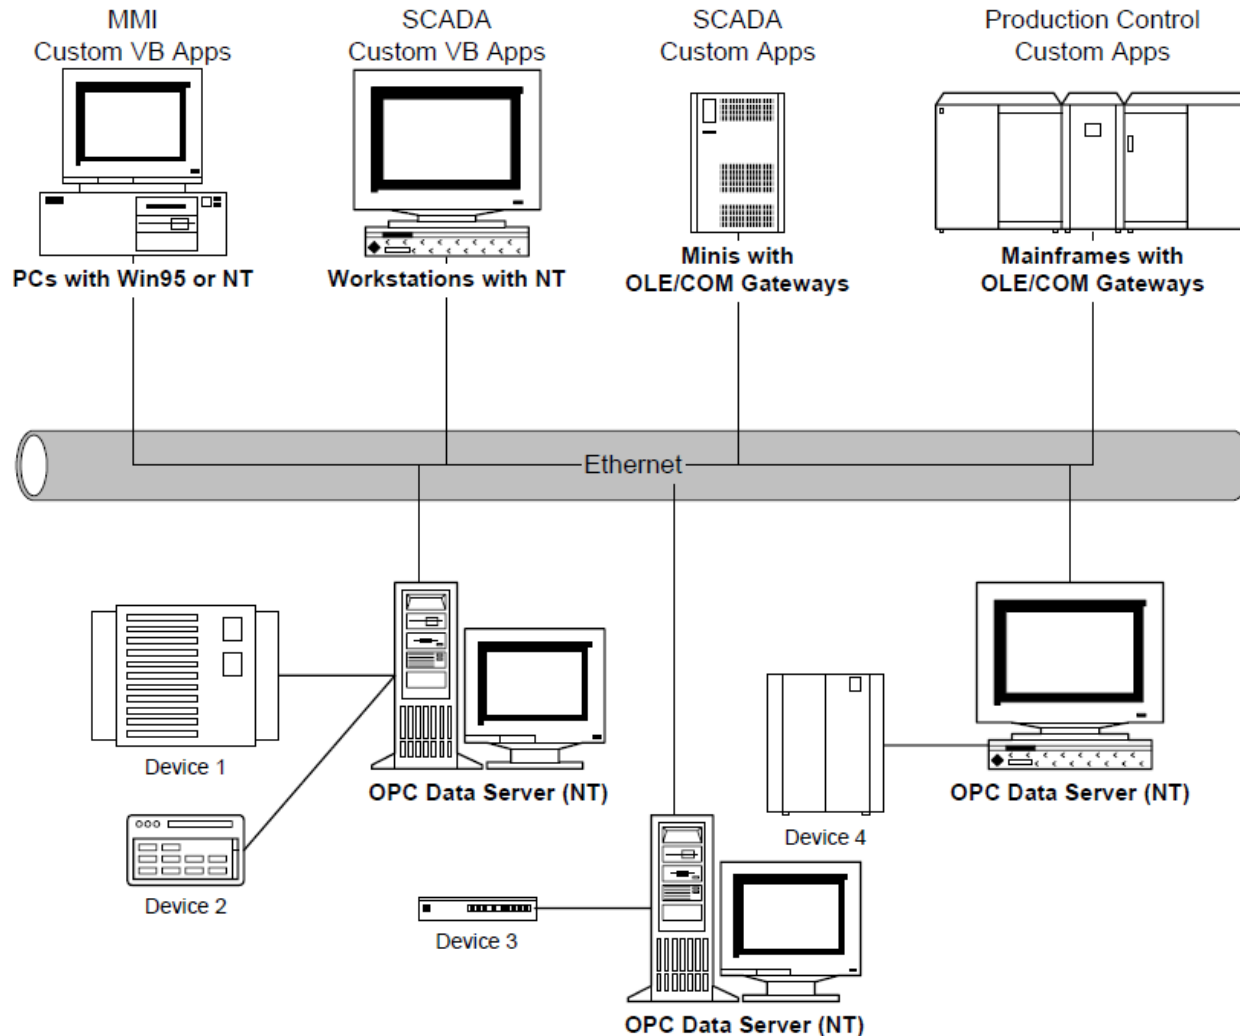 MMI
Custom VB Apps
SCADA
Custom VB Apps
SCADA
Custom Apps
Production Control
Custom Apps
PCs with Win95 or NT
Workstations with NT
Minis with
OLE/COM Gateways
Mainframes with
OLE/COM Gateways
Ethernet
Device 1
OPC Data Server (NT)
Device 2
Device 3
OPC Data Server (NT)
Device 4
OPC Data Server (NT)